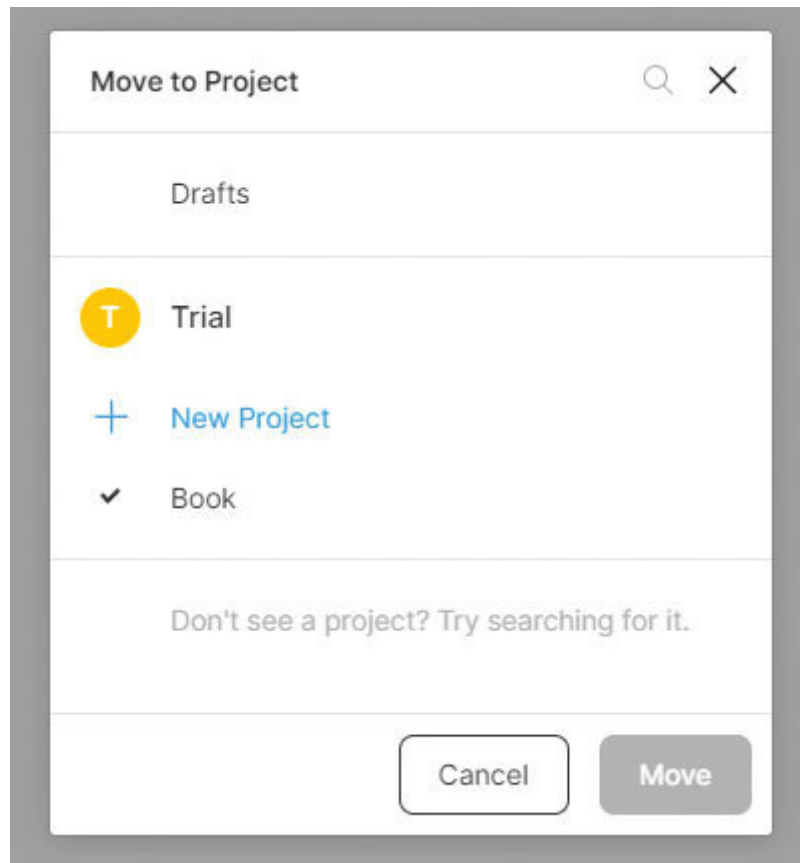 Move to Project
Drafts
T Trial
New Project
Book
Don't see a project? Try searching for it.
Cancel Move